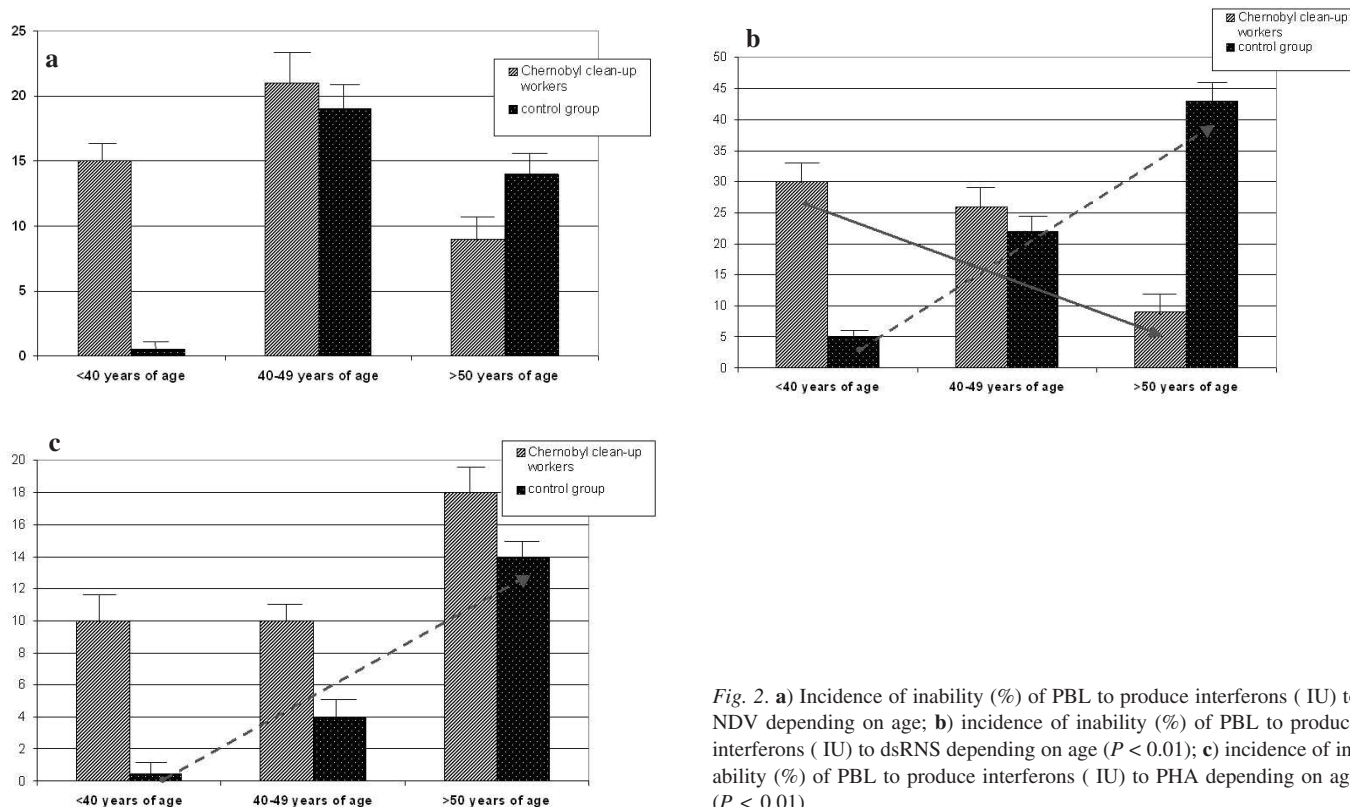 a
25
20
15
10
5
0
<40 years of age 40-49 years of age >50 years of age
Chernobyl clean-up
workers
control group
b
50
45
40
35
30
25
20
15
10
5
0
<40 years of age 40-49 years of age >50 years of age
Chernobyl clean-up
workers
control group
c
20
18
16
14
12
10
8
6
4
2
0
<40 years of age 40-49 years of age >50 years of age
Chernobyl clean-up
workers
control group
Fig. 2. a) Incidence of inability (%) of PBL to produce interferons ( IU) to
NDV depending on age; b) incidence of inability (%) of PBL to produce
interferons ( IU) to dsRNS depending on age (P < 0.01); c) incidence of in-
ability (%) of PBL to produce interferons ( IU) to PHA depending on age
(P < 0.01)